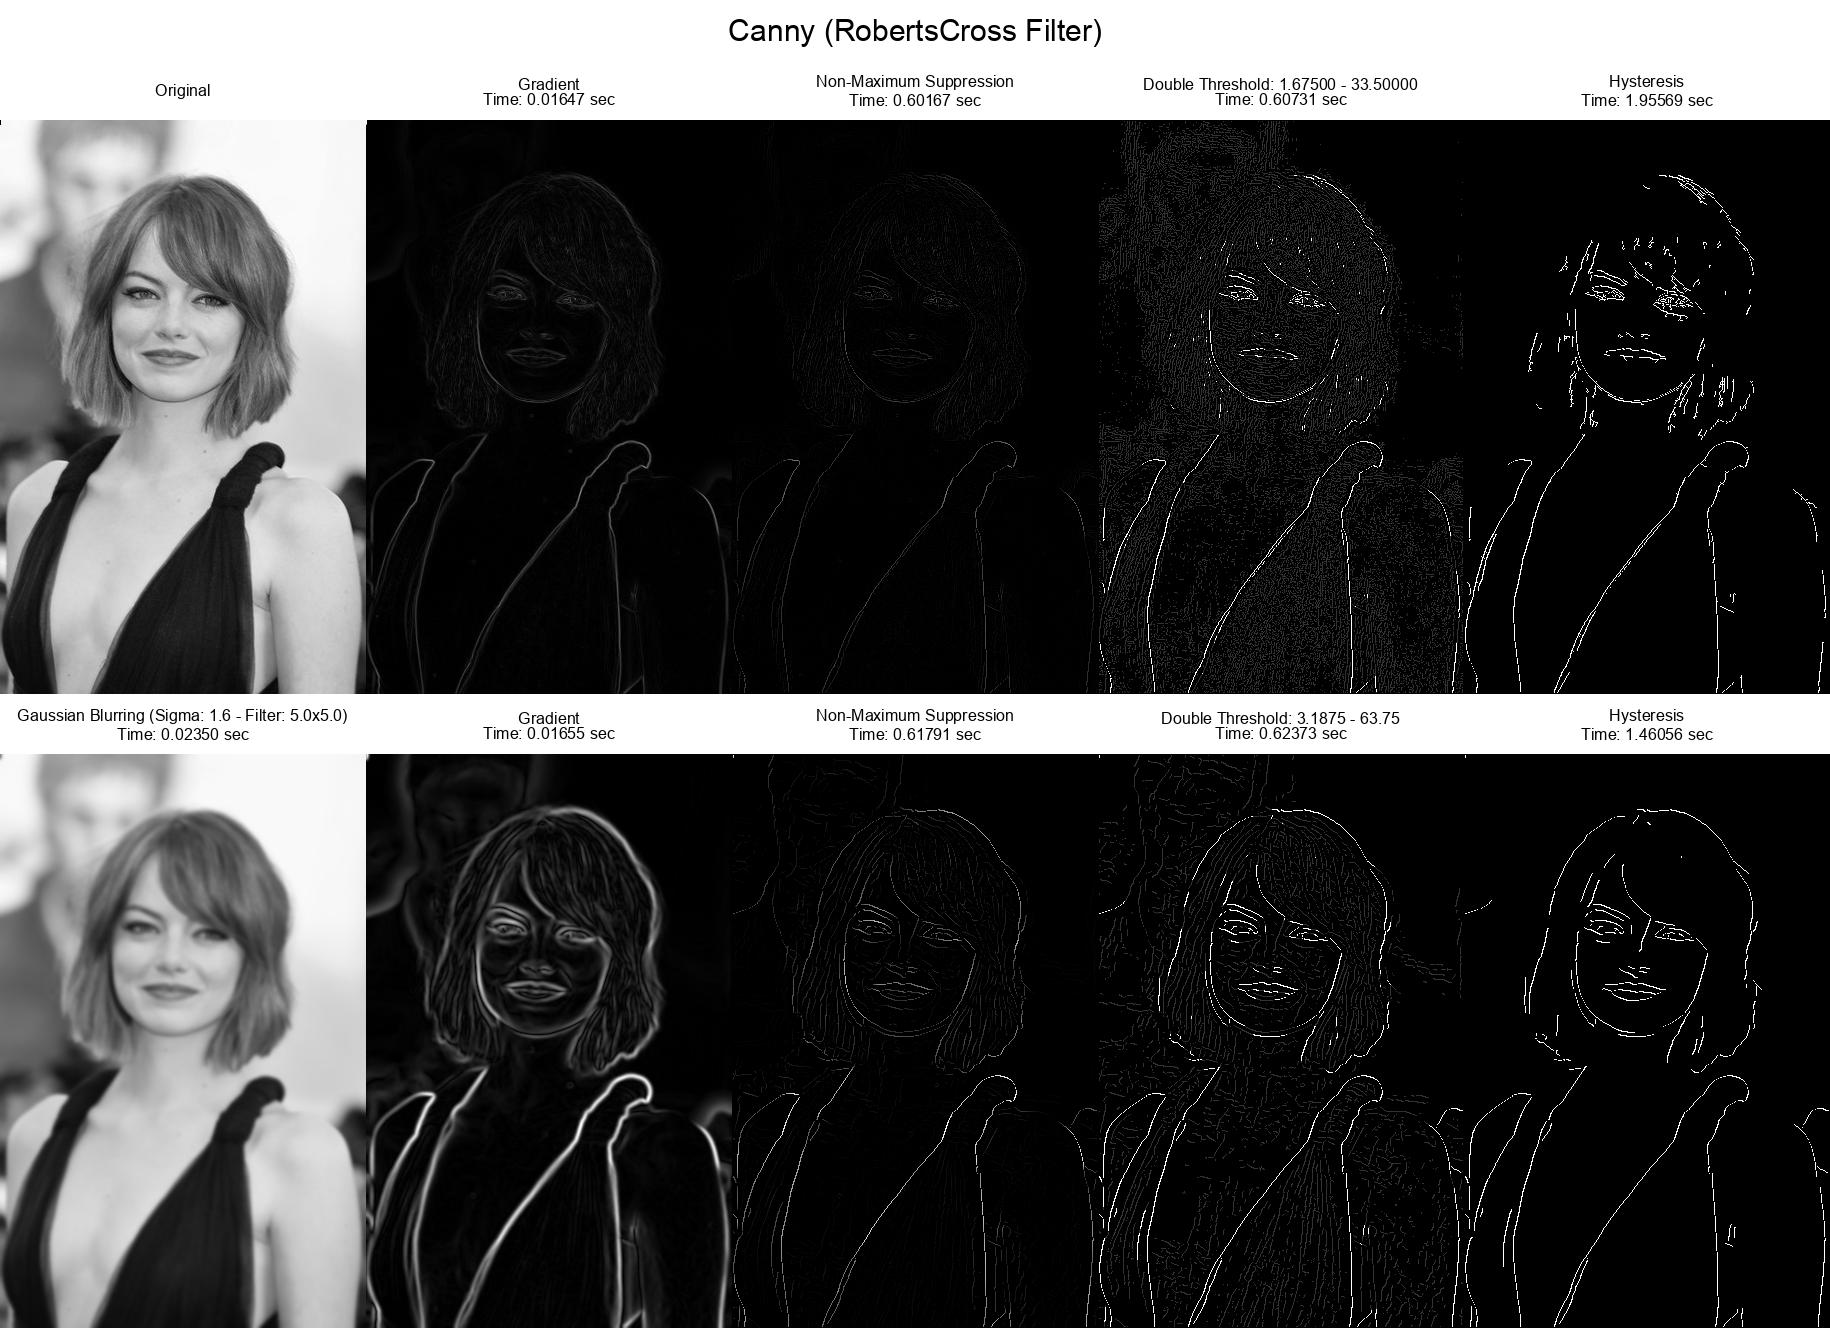 Canny (RobertsCross Filter)
Original
Gradient
Time: 0.01647 sec
Non-Maximum Suppression
Time: 0.60167 sec
Double Threshold: 1.67500 - 33.50000
Time: 0.60731 sec
Hysteresis
Time: 1.95569 sec
Gaussian Blurring (Sigma: 1.6 - Filter: 5.0x5.0)
Time: 0.02350 sec
Gradient
Time: 0.01655 sec
Non-Maximum Suppression
Time: 0.61791 sec
Double Threshold: 3.1875 - 63.75
Time: 0.62373 sec
Hysteresis
Time: 1.46056 sec